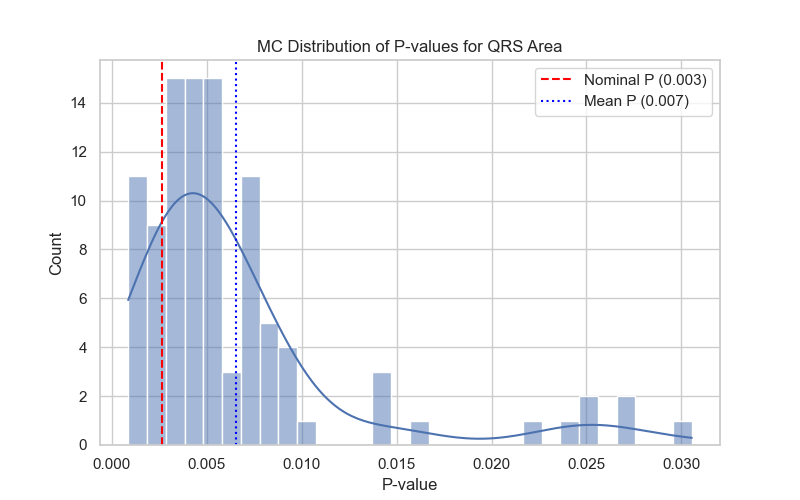 MC Distribution of P-values for QRS Area
Nominal P (0.003)
Mean P (0.007)
Count
14
12
10
8
6
4
2
0
0.000 0.005 0.010 0.015 0.020 0.025 0.030
P-value